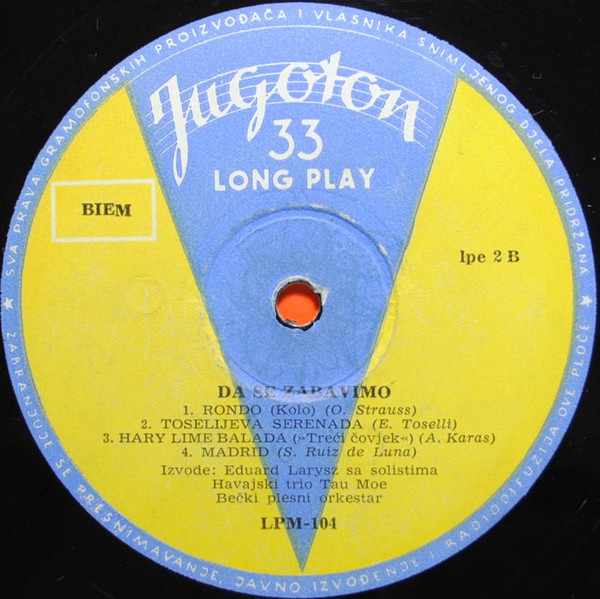 SVA PRAVA GRAMOFONSKIH PROIZVOĐAČA I VLASNIKA SNIMLJENOG DJELA PRIDRŽANA ★
Jugoton
33
LONG PLAY
BIEM
lpe 2 B
DA SE ZABAVIMO
1. RONDO (Kolo) (O. Strauss)
2. TOSELIJEVA SERENADA (E. Toselli)
3. HARY LIME BALADA (»Treći čovjek«) (A. Karas)
4. MADRID (S. Ruiz de Luna)
Izvode: Eduard Larysz sa solistima
Havajski trio Tau Moe
Bečki plesni orkestar
LPM-104
★ ZABRANJUJE SE PRESNIMAVANJE, JAVNO IZVOĐENJE I RADIODIFUZIJA OVE PLOČE